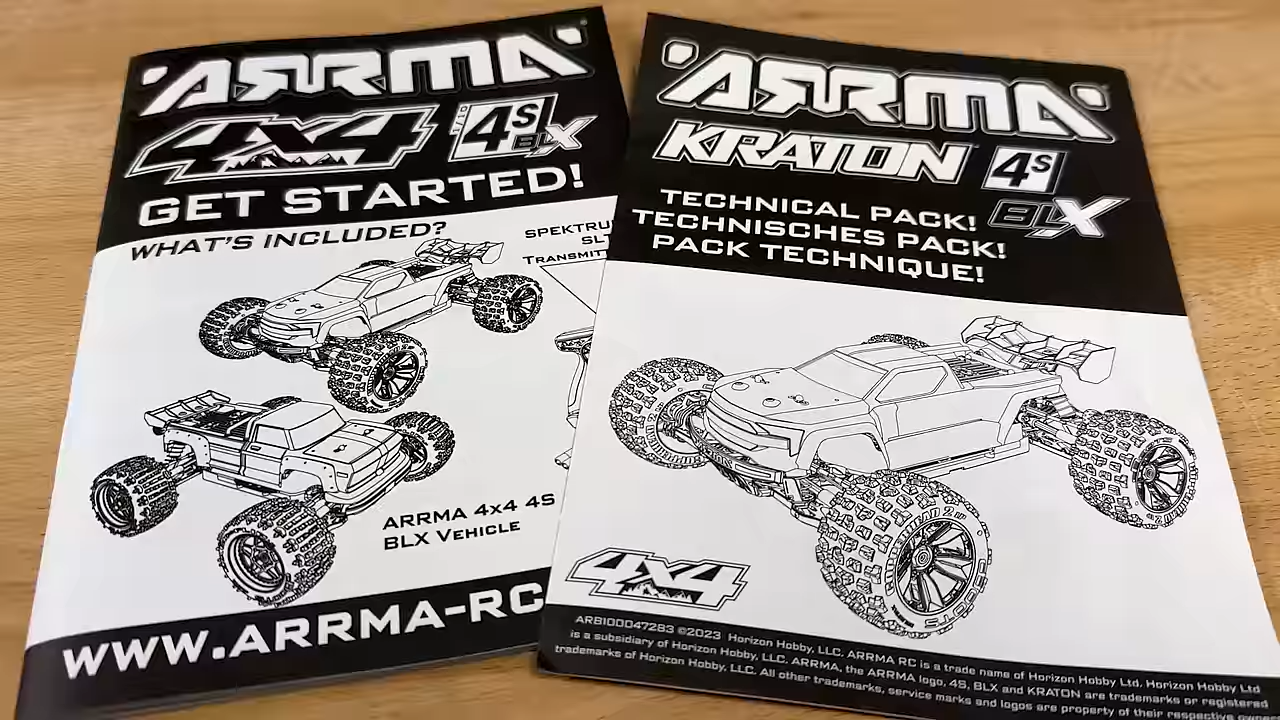 ARRMA
4x4 4S
BLX
GET STARTED!
WHAT'S INCLUDED?
TRANSMIT
ARRMA 4x4 4S
BLX VEHICLE
WWW.ARRMA-RC
ARRMA
KRATON 4S
BLX
TECHNICAL PACK!
TECHNISCHES PACK!
PACK TECHNIQUE!
4x4
ARB100047283 ©2023 Horizon Hobby, LLC. ARRMA RC is a trade name of Horizon Hobby Ltd. Horizon Hobby Ltd
is a subsidiary of Horizon Hobby, LLC. ARRMA, the ARRMA logo, 4S, BLX and KRATON are trademarks or registered
trademarks of Horizon Hobby, LLC. All other trademarks, service marks and logos are property of their respective